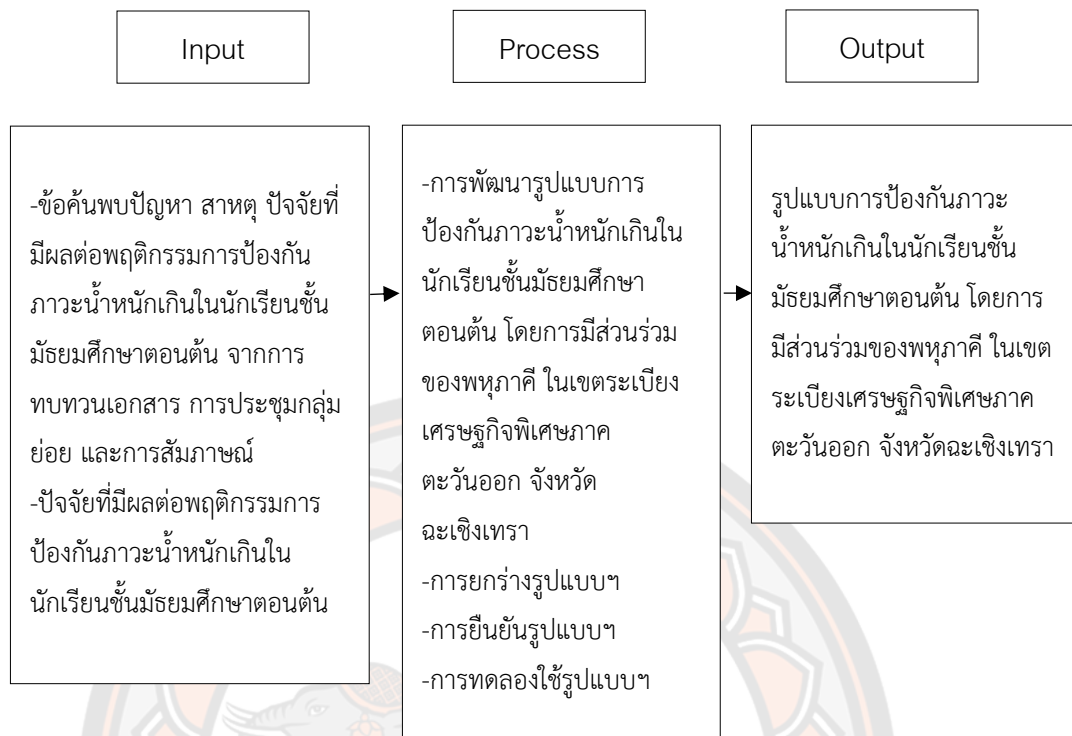 Input
Process
Output
-ข้อค้นพบปัญหา สาเหตุ ปัจจัยที่
มีผลต่อพฤติกรรมการป้องกัน
ภาวะน้ำหนักเกินในนักเรียนชั้น
มัธยมศึกษาตอนต้น จากการ
ทบทวนเอกสาร การประชุมกลุ่ม
ย่อย และการสัมภาษณ์
-ปัจจัยที่มีผลต่อพฤติกรรมการ
ป้องกันภาวะน้ำหนักเกินใน
นักเรียนชั้นมัธยมศึกษาตอนต้น
-การพัฒนารูปแบบการ
ป้องกันภาวะน้ำหนักเกินใน
นักเรียนชั้นมัธยมศึกษา
ตอนต้น โดยการมีส่วนร่วม
ของพหุภาคี ในเขตระเบียง
เศรษฐกิจพิเศษภาค
ตะวันออก จังหวัด
ฉะเชิงเทรา
-การยกร่างรูปแบบฯ
-การยืนยันรูปแบบฯ
-การทดลองใช้รูปแบบฯ
รูปแบบการป้องกันภาวะ
น้ำหนักเกินในนักเรียนชั้น
มัธยมศึกษาตอนต้น โดยการ
มีส่วนร่วมของพหุภาคี ในเขต
ระเบียงเศรษฐกิจพิเศษภาค
ตะวันออก จังหวัดฉะเชิงเทรา